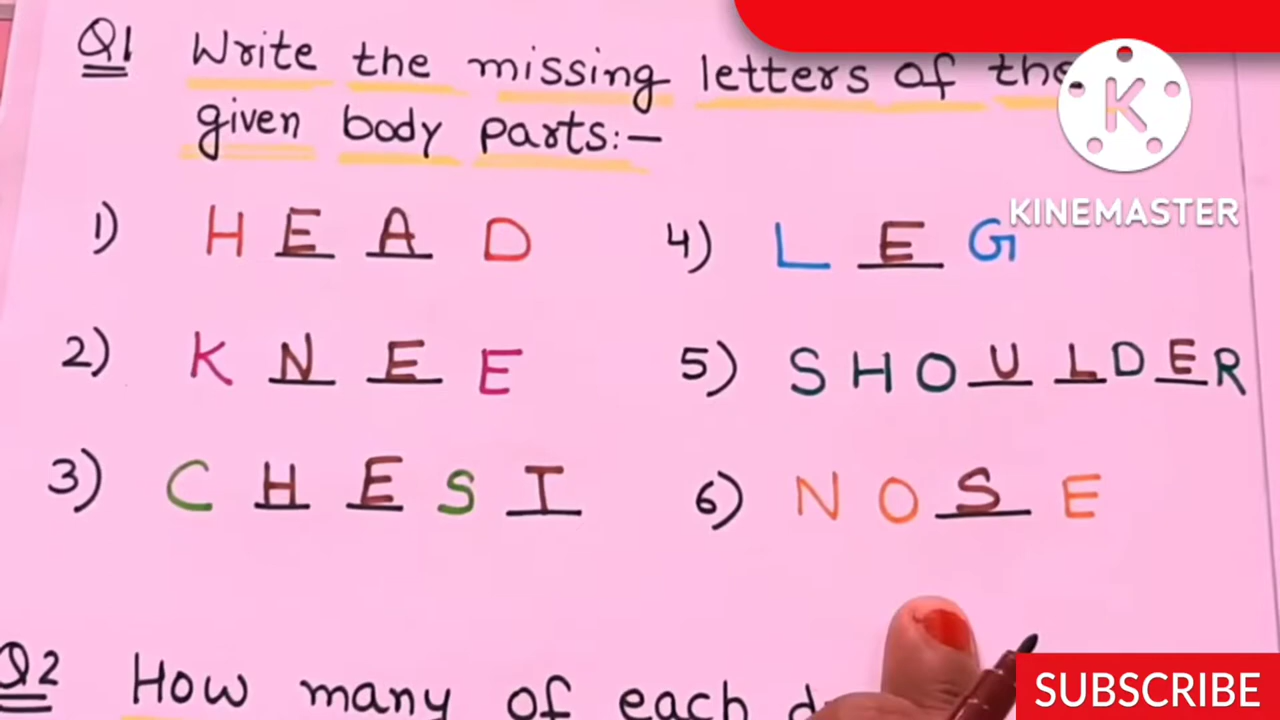 Q1 Write the missing letters of the
given body parts:-
1) H E A D
4) L E G
KINEMASTER
2) K N E E
5) S H O U L D E R
3) C H E S T
6) N O S E
Q2 How many of each
SUBSCRIBE